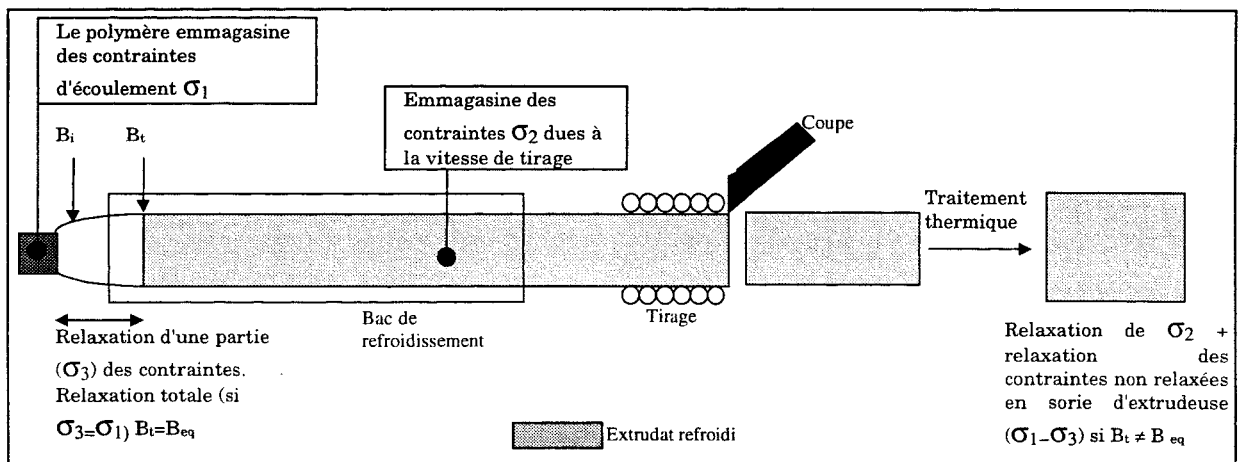 Le polymère emmagasine
des contraintes
d'écoulement σ1
Emmagasine des
contraintes σ2 dues à
la vitesse de tirage
Coupe
Bi
Bt
Traitement
thermique
Bac de
refroidissement
Tirage
Relaxation d'une partie
(σ3) des contraintes.
Relaxation totale (si
σ3=σ1) Bt=Beq
Relaxation de σ2 +
relaxation des
contraintes non relaxées
en sorie d'extrudeuse
(σ1-σ3) si Bt ≠ B eq
Extrudat refroidi